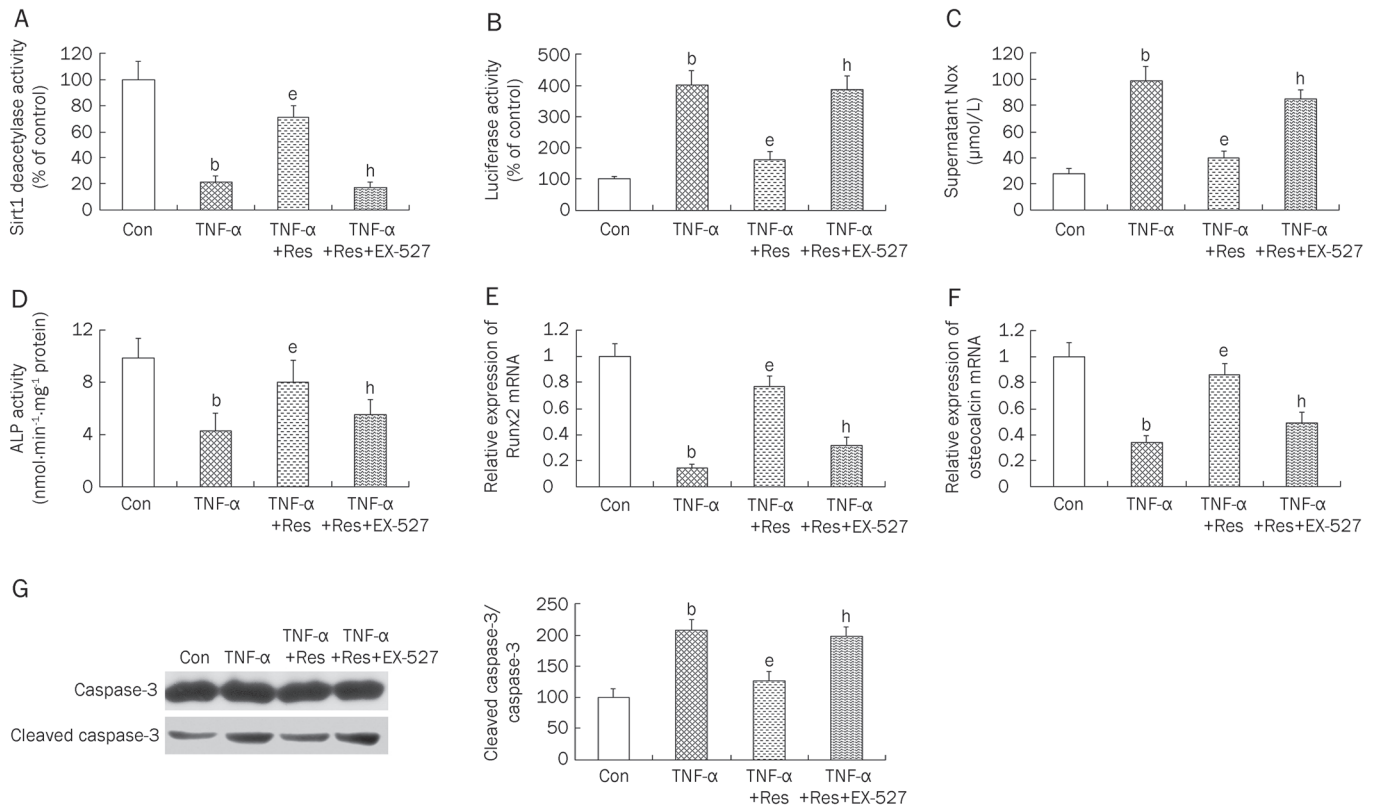 A
Sirt1 deacetylase activity
(% of control)
120
100
80
60
40
20
0
b
e
h
Con
TNF-α
TNF-α
+Res
TNF-α
+Res+EX-527
B
Luciferase activity
(% of control)
500
400
300
200
100
0
b
e
h
Con
TNF-α
TNF-α
+Res
TNF-α
+Res+EX-527
C
Supernatant Nox
(μmol/L)
120
100
80
60
40
20
0
b
e
h
Con
TNF-α
TNF-α
+Res
TNF-α
+Res+EX-527
D
ALP activity
(nmol·min⁻¹·mg⁻¹ protein)
12
8
4
0
b
e
h
Con
TNF-α
TNF-α
+Res
TNF-α
+Res+EX-527
E
Relative expression of
Runx2 mRNA
1.2
1
0.8
0.6
0.4
0.2
0
b
e
h
Con
TNF-α
TNF-α
+Res
TNF-α
+Res+EX-527
F
Relative expression of
osteocalcin mRNA
1.2
1
0.8
0.6
0.4
0.2
0
b
e
h
Con
TNF-α
TNF-α
+Res
TNF-α
+Res+EX-527
G
Con
TNF-α
TNF-α
+Res
TNF-α
+Res+EX-527
Caspase-3
Cleaved caspase-3
Cleaved caspase-3/
caspase-3
250
200
150
100
50
0
b
e
h
Con
TNF-α
TNF-α
+Res
TNF-α
+Res+EX-527